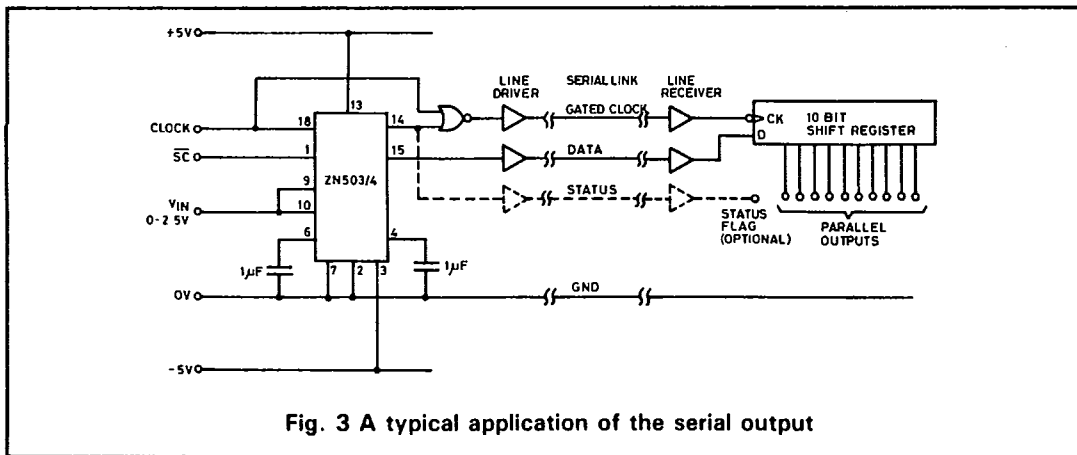 +5V
LINE DRIVER
SERIAL LINK
LINE RECEIVER
GATED CLOCK
13
CLOCK
18
14
CK
10 BIT SHIFT REGISTER
D
SC
1
15
DATA
ZN503/4
9
STATUS
VIN
0-2 5V
10
STATUS FLAG (OPTIONAL)
PARALLEL OUTPUTS
6
4
1µF
7
2
3
1µF
0V
GND
-5V
Fig. 3 A typical application of the serial output